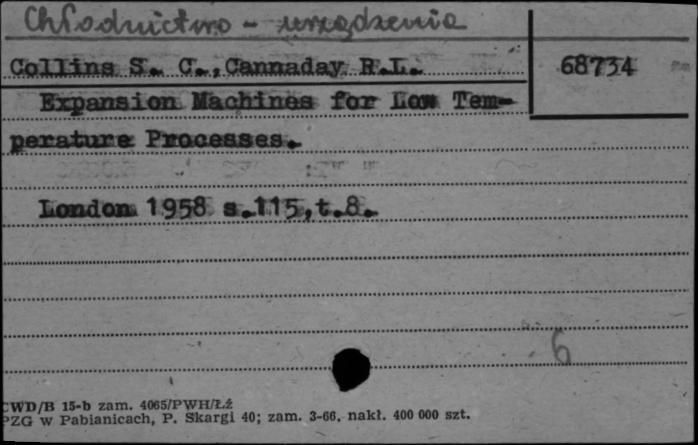 Chłodnictwo - urządzenia
Collins S. C., Cannaday R.L. 68734
Expansion Machines for Low Tem-
perature Processes.
London 1958 s.115,t.8.
6
CWD/B 15-b zam. 4065/PWH/Łź
PZG w Pabianicach, P. Skargi 40; zam. 3-66. nakł. 400 000 szt.